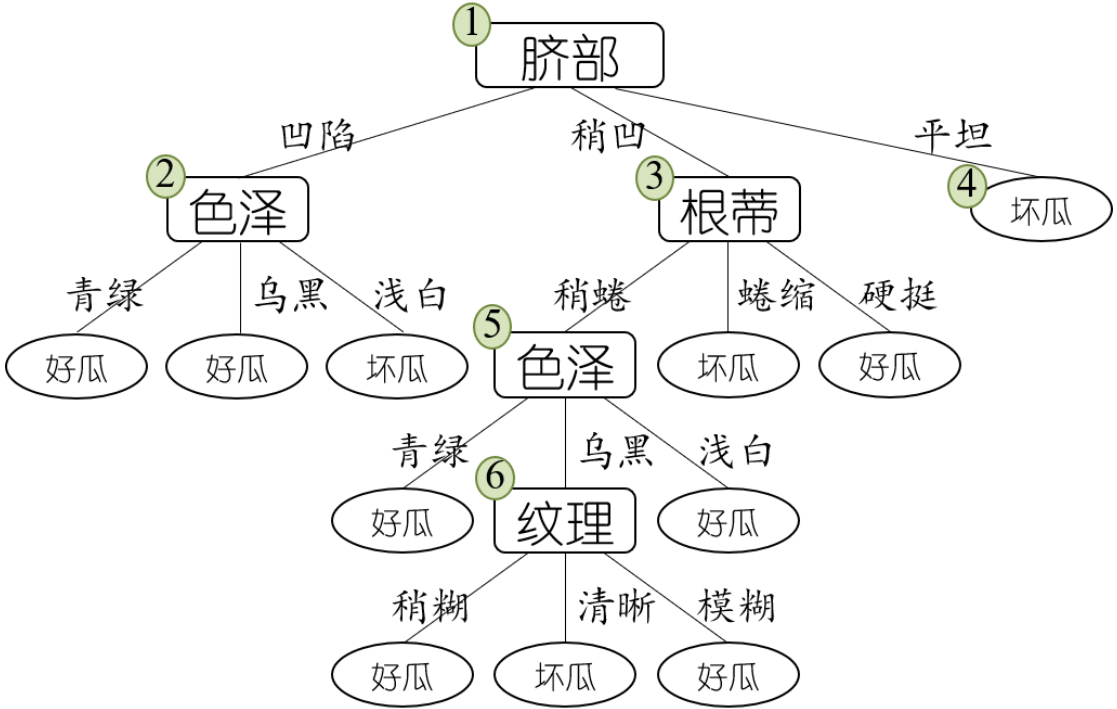 1
脐部
凹陷 稍凹 平坦
2 色泽 3 根蒂 4 坏瓜
青绿 乌黑 浅白 稍蜷 蜷缩 硬挺
好瓜 好瓜 坏瓜 5 色泽 坏瓜 好瓜
青绿 乌黑 浅白
好瓜 6 纹理 好瓜
稍糊 清晰 模糊
好瓜 坏瓜 好瓜